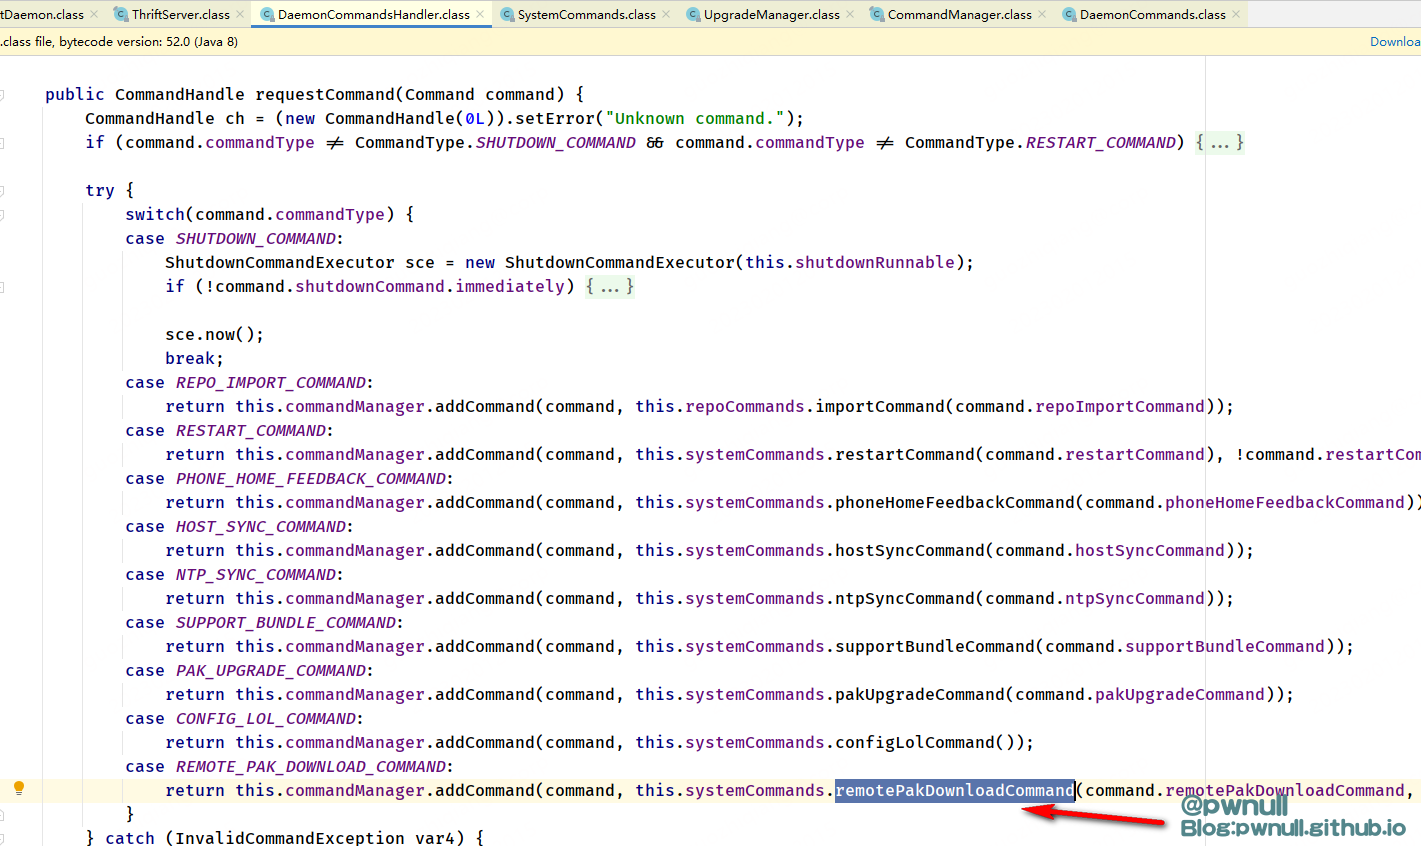 tDaemon.class ThriftServer.class DaemonCommandsHandler.class SystemCommands.class UpgradeManager.class CommandManager.class DaemonCommands.class
.class file, bytecode version: 52.0 (Java 8) Downloa
public CommandHandle requestCommand(Command command) {
CommandHandle ch = (new CommandHandle(0L)).setError("Unknown command.");
if (command.commandType ≠ CommandType.SHUTDOWN_COMMAND && command.commandType ≠ CommandType.RESTART_COMMAND) {...}
try {
switch(command.commandType) {
case SHUTDOWN_COMMAND:
ShutdownCommandExecutor sce = new ShutdownCommandExecutor(this.shutdownRunnable);
if (!command.shutdownCommand.immediately) {...}
sce.now();
break;
case REPO_IMPORT_COMMAND:
return this.commandManager.addCommand(command, this.repoCommands.importCommand(command.repoImportCommand));
case RESTART_COMMAND:
return this.commandManager.addCommand(command, this.systemCommands.restartCommand(command.restartCommand), !command.restartCom
case PHONE_HOME_FEEDBACK_COMMAND:
return this.commandManager.addCommand(command, this.systemCommands.phoneHomeFeedbackCommand(command.phoneHomeFeedbackCommand))
case HOST_SYNC_COMMAND:
return this.commandManager.addCommand(command, this.systemCommands.hostSyncCommand(command.hostSyncCommand));
case NTP_SYNC_COMMAND:
return this.commandManager.addCommand(command, this.systemCommands.ntpSyncCommand(command.ntpSyncCommand));
case SUPPORT_BUNDLE_COMMAND:
return this.commandManager.addCommand(command, this.systemCommands.supportBundleCommand(command.supportBundleCommand));
case PAK_UPGRADE_COMMAND:
return this.commandManager.addCommand(command, this.systemCommands.pakUpgradeCommand(command.pakUpgradeCommand));
case CONFIG_LOL_COMMAND:
return this.commandManager.addCommand(command, this.systemCommands.configLolCommand());
case REMOTE_PAK_DOWNLOAD_COMMAND:
return this.commandManager.addCommand(command, this.systemCommands.remotePakDownloadCommand(command.remotePakDownloadCommand,
}
} catch (InvalidCommandException var4) {
@pwnull
Blog:pwnull.github.io